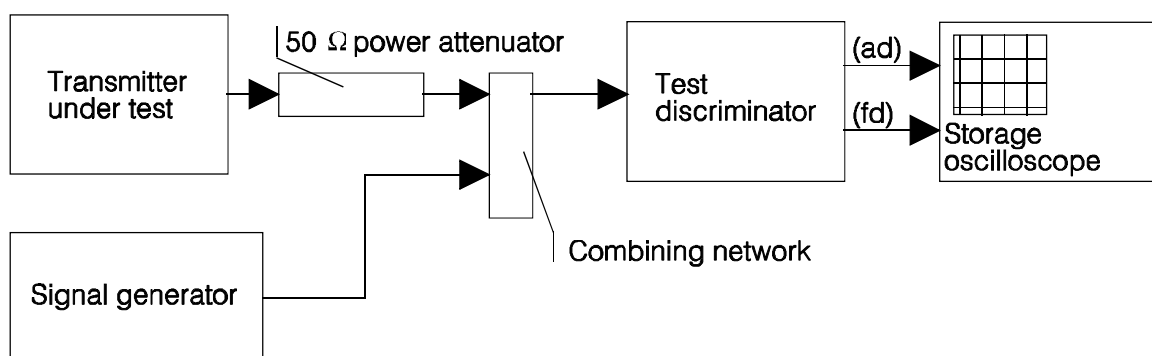 50 Ω power attenuator
Transmitter
under test
Test
discriminator
(ad)
(fd)
Storage
oscilloscope
Combining network
Signal generator